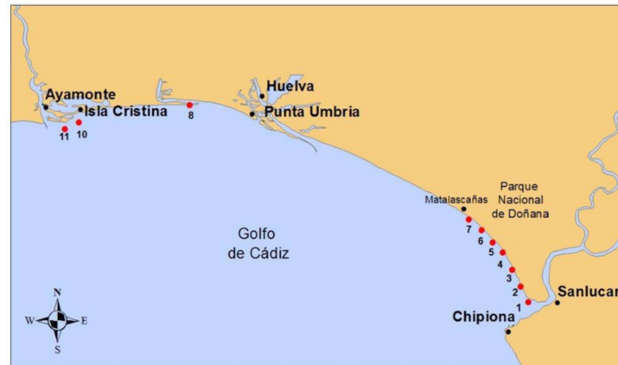 Ayamonte
Isla Cristina
Huelva
Punta Umbria
8
10
11
Matalascañas
Parque
Nacional
de Doñana
7
6
5
4
3
2
1
Golfo
de Cádiz
Sanlucar
Chipiona
N
W
E
S